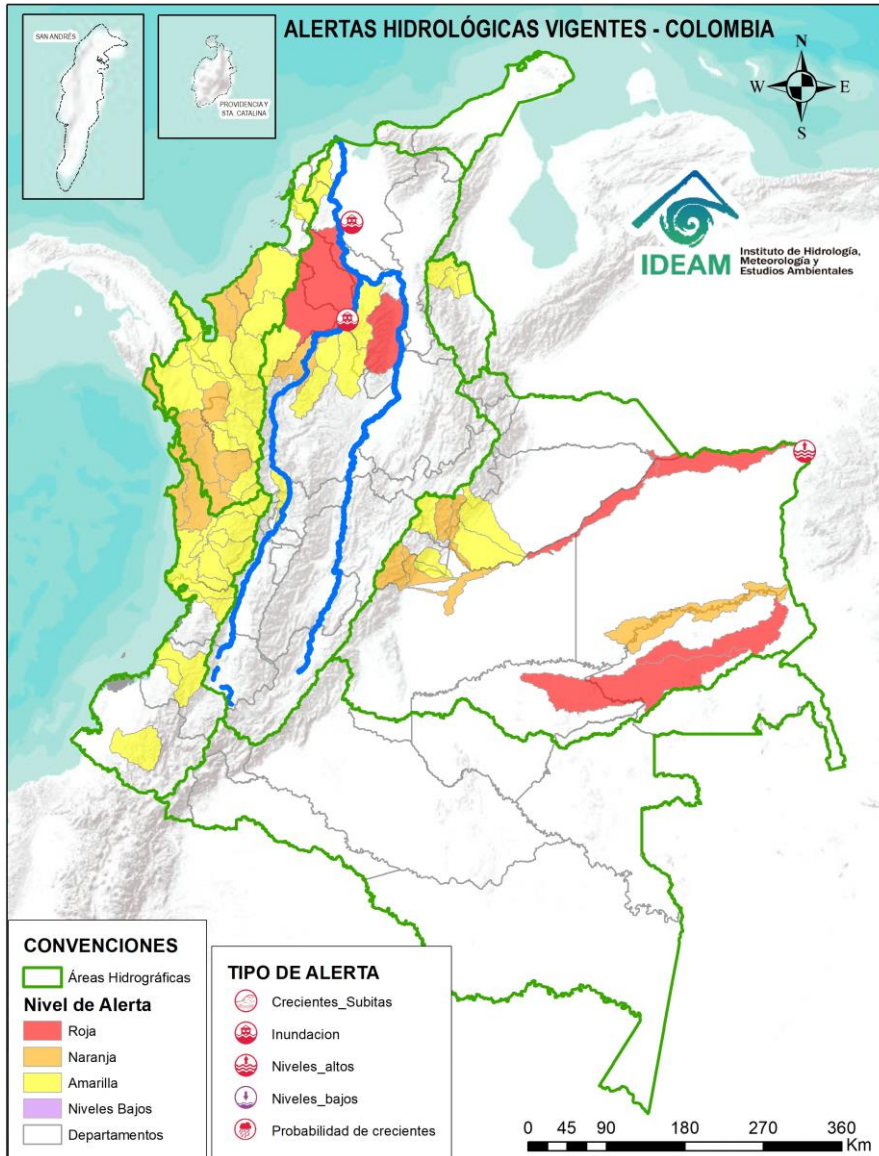 ALERTAS HIDROLÓGICAS VIGENTES - COLOMBIA
SAN ANDRÉS
PROVIDENCIA Y
STA. CATALINA
N
W
E
S
IDEAM
Instituto de Hidrología,
Meteorología y
Estudios Ambientales
CONVENCIONES
Áreas Hidrográficas
Nivel de Alerta
Roja
Naranja
Amarilla
Niveles Bajos
Departamentos
TIPO DE ALERTA
Crecientes_Subitas
Inundacion
Niveles_altos
Niveles_bajos
Probabilidad de crecientes
0 45 90 180 270 360
Km